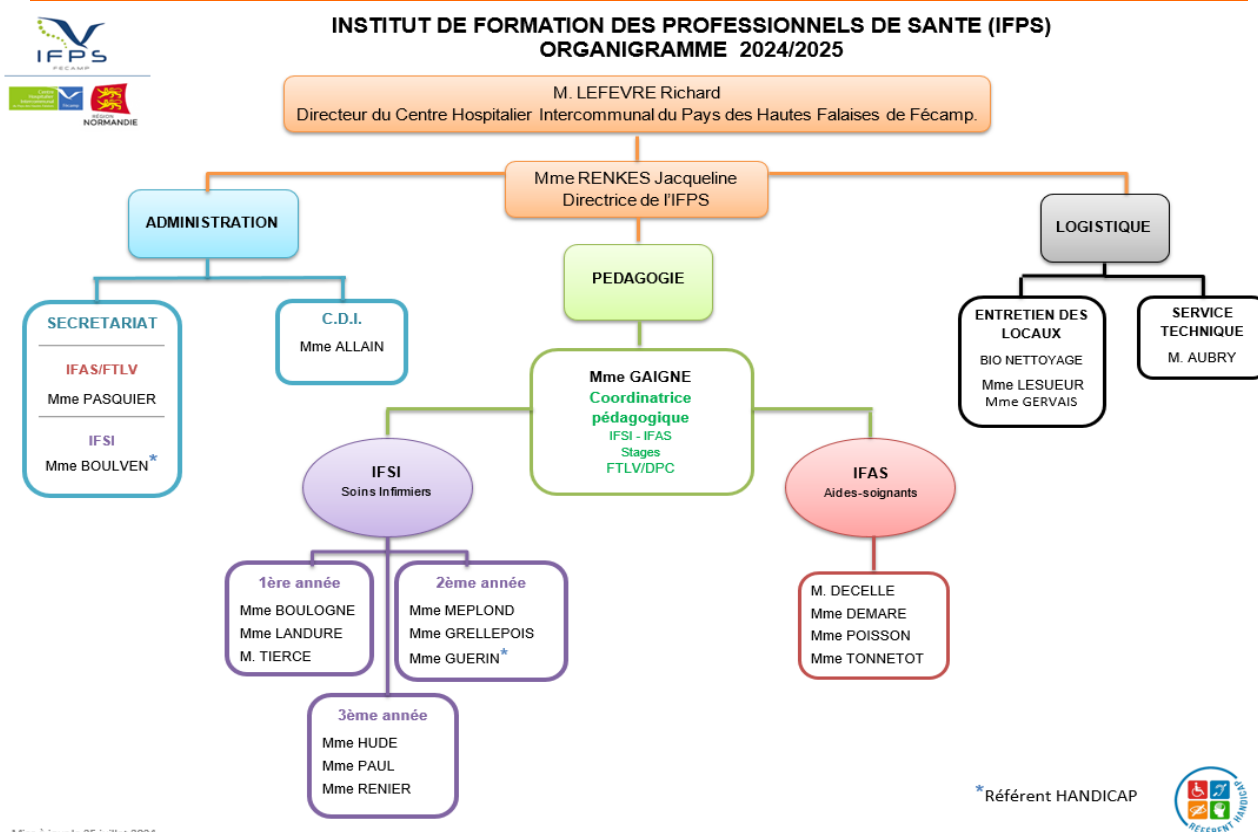 INSTITUT DE FORMATION DES PROFESSIONNELS DE SANTE (IFPS)
ORGANIGRAMME 2024/2025
IFPS
FECAMP
Centre
Hospitalier
Intercommunal
Fécamp
RÉGION
NORMANDIE
M. LEFEVRE Richard
Directeur du Centre Hospitalier Intercommunal du Pays des Hautes Falaises de Fécamp.
Mme RENKES Jacqueline
Directrice de l'IFPS
ADMINISTRATION
LOGISTIQUE
PEDAGOGIE
SECRETARIAT
IFAS/FTLV
Mme PASQUIER
IFSI
Mme BOULVEN*
C.D.I.
Mme ALLAIN
ENTRETIEN DES
LOCAUX
BIO NETTOYAGE
Mme LESUEUR
Mme GERVAIS
SERVICE
TECHNIQUE
M. AUBRY
Mme GAIGNE
Coordinatrice
pédagogique
IFSI - IFAS
Stages
FTLV/DPC
IFSI
Soins Infirmiers
IFAS
Aides-soignants
1ère année
Mme BOULOGNE
Mme LANDURE
M. TIERCE
2ème année
Mme MEPLOND
Mme GRELLEPOIS
Mme GUERIN*
M. DECELLE
Mme DEMARE
Mme POISSON
Mme TONNETOT
3ème année
Mme HUDE
Mme PAUL
Mme RENIER
*Référent HANDICAP
RÉFÉRENT HANDICAP